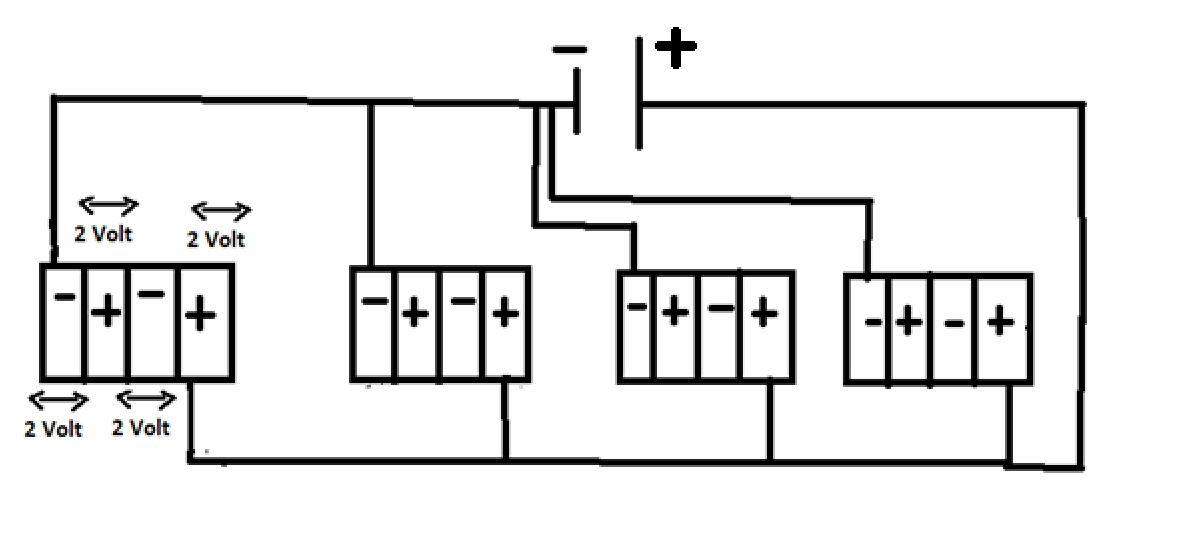 − +
2 Volt 2 Volt
− + − + − + − + − + − + − + − +
2 Volt 2 Volt